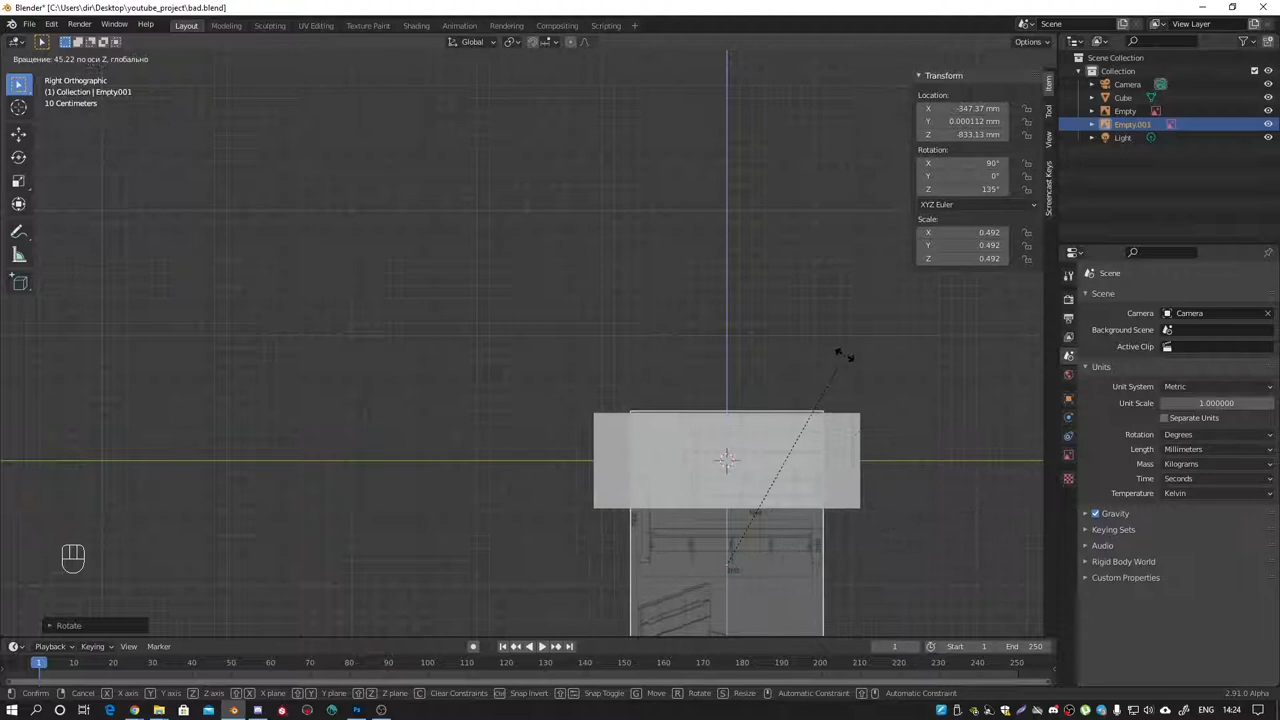 Blender* [C:\Users\dir\Desktop\youtube_project\bad.blend]
File Edit Render Window Help Layout Modeling Sculpting UV Editing Texture Paint Shading Animation Rendering Compositing Scripting + Scene View Layer
Global Options
Вращение: 45.22 по оси Z, глобально
Right Orthographic
(1) Collection | Empty.001
10 Centimeters
Transform
Location:
X -347.37 mm
Y 0.000112 mm
Z -833.13 mm
Rotation:
X 90°
Y 0°
Z 135°
XYZ Euler
Scale:
X 0.492
Y 0.492
Z 0.492
Item
Tool
View
Screencast Keys
Scene Collection
Collection
Camera
Cube
Empty
Empty.001
Light
Scene
Scene
Camera Camera
Background Scene
Active Clip
Units
Unit System Metric
Unit Scale 1.000000
Separate Units
Rotation Degrees
Length Millimeters
Mass Kilograms
Time Seconds
Temperature Kelvin
Gravity
Keying Sets
Audio
Rigid Body World
Custom Properties
Rotate
Playback Keying View Marker 1 Start 1 End 250
1 10 20 30 40 50 60 70 80 90 100 110 120 130 140 150 160 170 180 190 200 210 220 230 240 250
Confirm Cancel X X axis Y Y axis Z Z axis X X plane Y Y plane Z Z plane C Clear Constraints Snap Invert Snap Toggle G Move R Rotate S Resize Automatic Constraint Automatic Constraint 2.91.0 Alpha
ENG 14:24